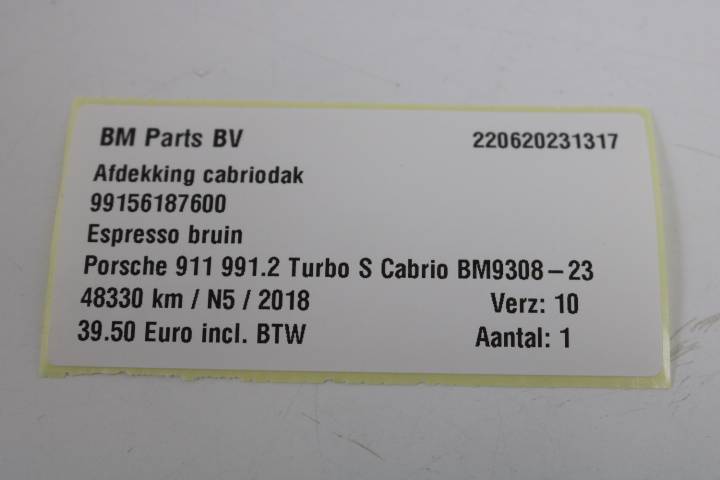 BM Parts BV 220620231317
Afdekking cabriodak
99156187600
Espresso bruin
Porsche 911 991.2 Turbo S Cabrio BM9308-23
48330 km / N5 / 2018 Verz: 10
39.50 Euro incl. BTW Aantal: 1